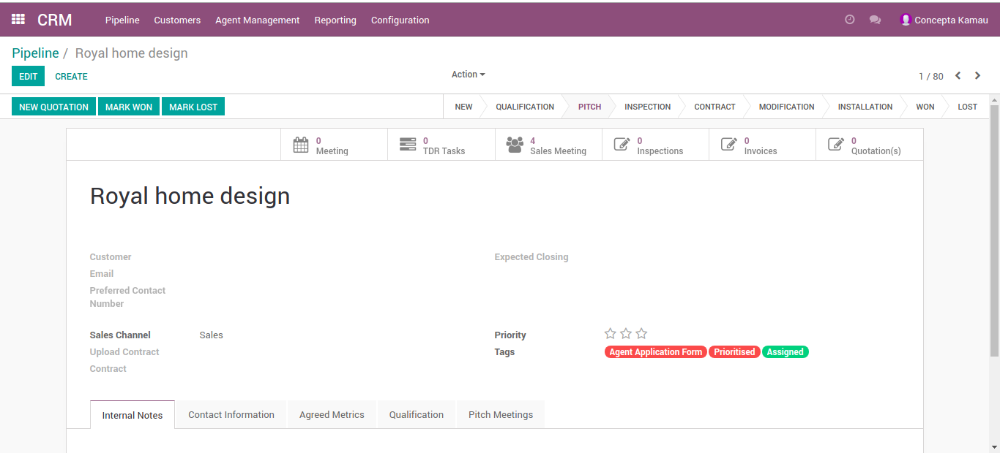 CRM Pipeline Customers Agent Management Reporting Configuration Concepta Kamau
Pipeline / Royal home design
EDIT CREATE Action 1 / 80
NEW QUOTATION MARK WON MARK LOST NEW QUALIFICATION PITCH INSPECTION CONTRACT MODIFICATION INSTALLATION WON LOST
0 Meeting
0 TDR Tasks
4 Sales Meeting
0 Inspections
0 Invoices
0 Quotation(s)
Royal home design
Customer
Email
Preferred Contact
Number
Expected Closing
Sales Channel Sales
Upload Contract
Contract
Priority
Tags Agent Application Form Prioritised Assigned
Internal Notes Contact Information Agreed Metrics Qualification Pitch Meetings